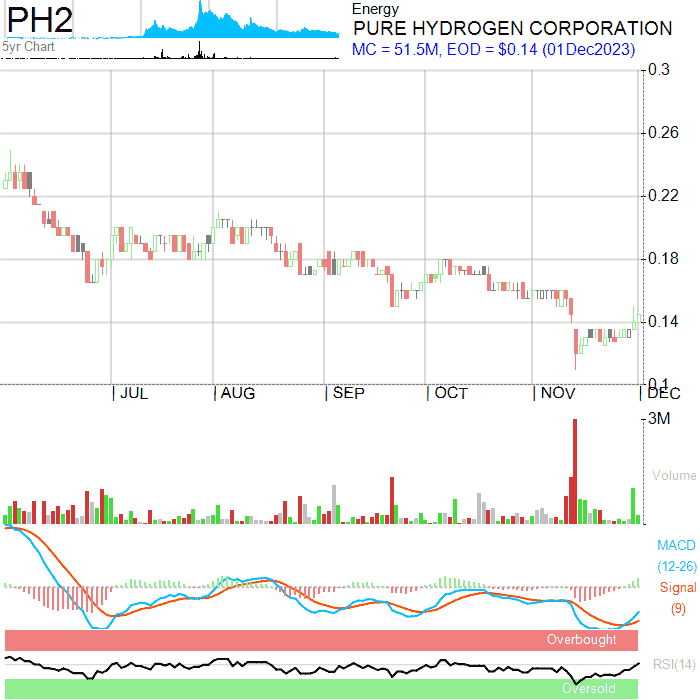 PH2
5yr Chart
Energy
PURE HYDROGEN CORPORATION
MC = 51.5M, EOD = $0.14 (01Dec2023)
0.3
0.26
0.22
0.18
0.14
0.1
JUL AUG SEP OCT NOV DEC
3M
Volume
MACD
(12-26)
Signal
(9)
Overbought
RSI(14)
Oversold